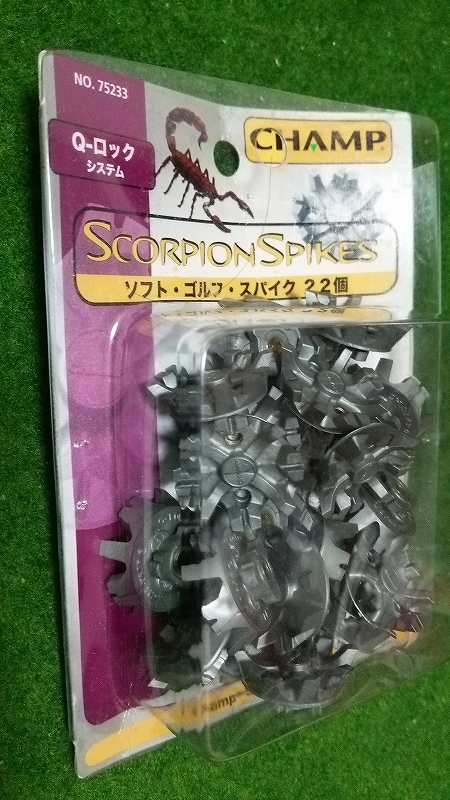 NO. 75233
Q-ロック
システム
CHAMP
SCORPION SPIKES
ソフト・ゴルフ・スパイク 22個